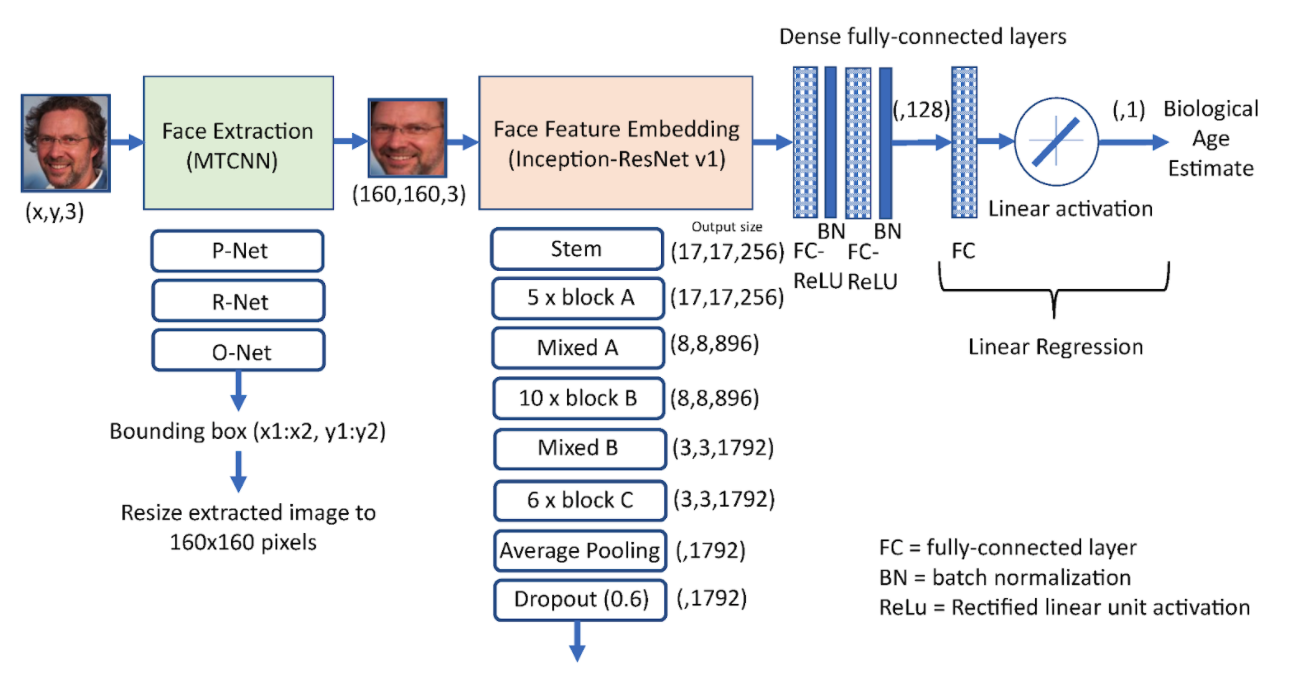 Dense fully-connected layers
Face Extraction
(MTCNN)
Face Feature Embedding
(Inception-ResNet v1)
(x,y,3)
(160,160,3)
(,128)
(,1)
Biological
Age
Estimate
Linear activation
P-Net
R-Net
O-Net
Bounding box (x1:x2, y1:y2)
Resize extracted image to
160x160 pixels
Output size
Stem (17,17,256)
5 x block A (17,17,256)
Mixed A (8,8,896)
10 x block B (8,8,896)
Mixed B (3,3,1792)
6 x block C (3,3,1792)
Average Pooling (,1792)
Dropout (0.6) (,1792)
FC-
ReLU
BN
FC-
ReLU
BN
FC
Linear Regression
FC = fully-connected layer
BN = batch normalization
ReLu = Rectified linear unit activation